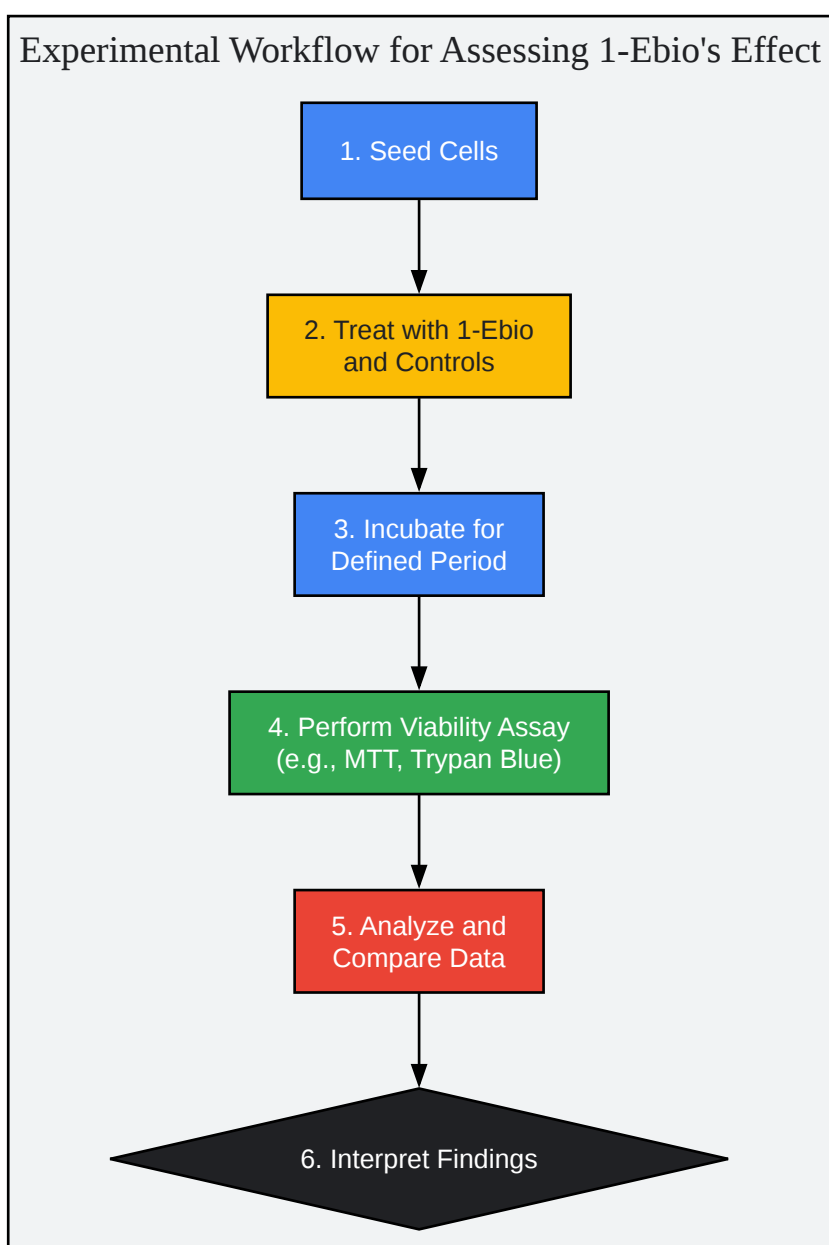 Experimental Workflow for Assessing 1-Ebio's Effect
1. Seed Cells
2. Treat with 1-Ebio
and Controls
3. Incubate for
Defined Period
4. Perform Viability Assay
(e.g., MTT, Trypan Blue)
5. Analyze and
Compare Data
6. Interpret Findings